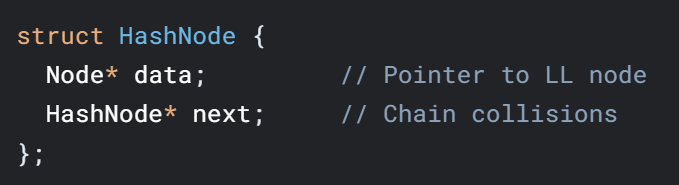 struct HashNode {
  Node* data;         // Pointer to LL node
  HashNode* next;     // Chain collisions
};